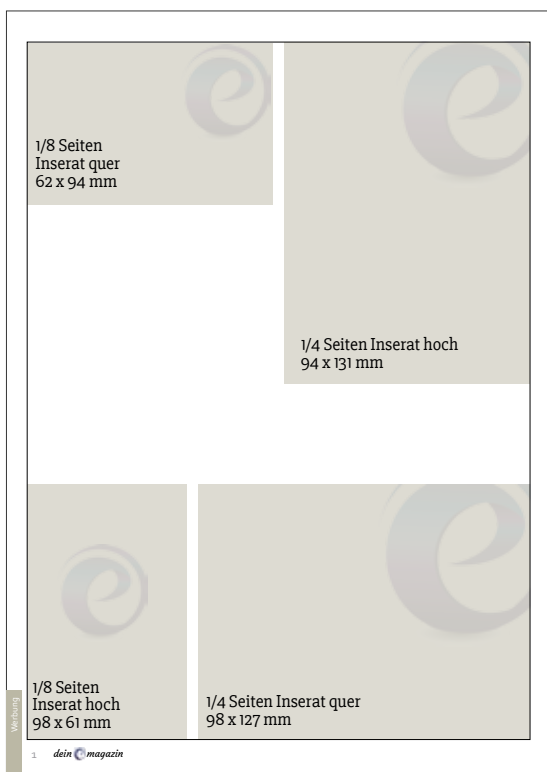 1/8 Seiten
Inserat quer
62 x 94 mm
1/4 Seiten Inserat hoch
94 x 131 mm
1/8 Seiten
Inserat hoch
98 x 61 mm
1/4 Seiten Inserat quer
98 x 127 mm
Werbung
1 dein e magazin